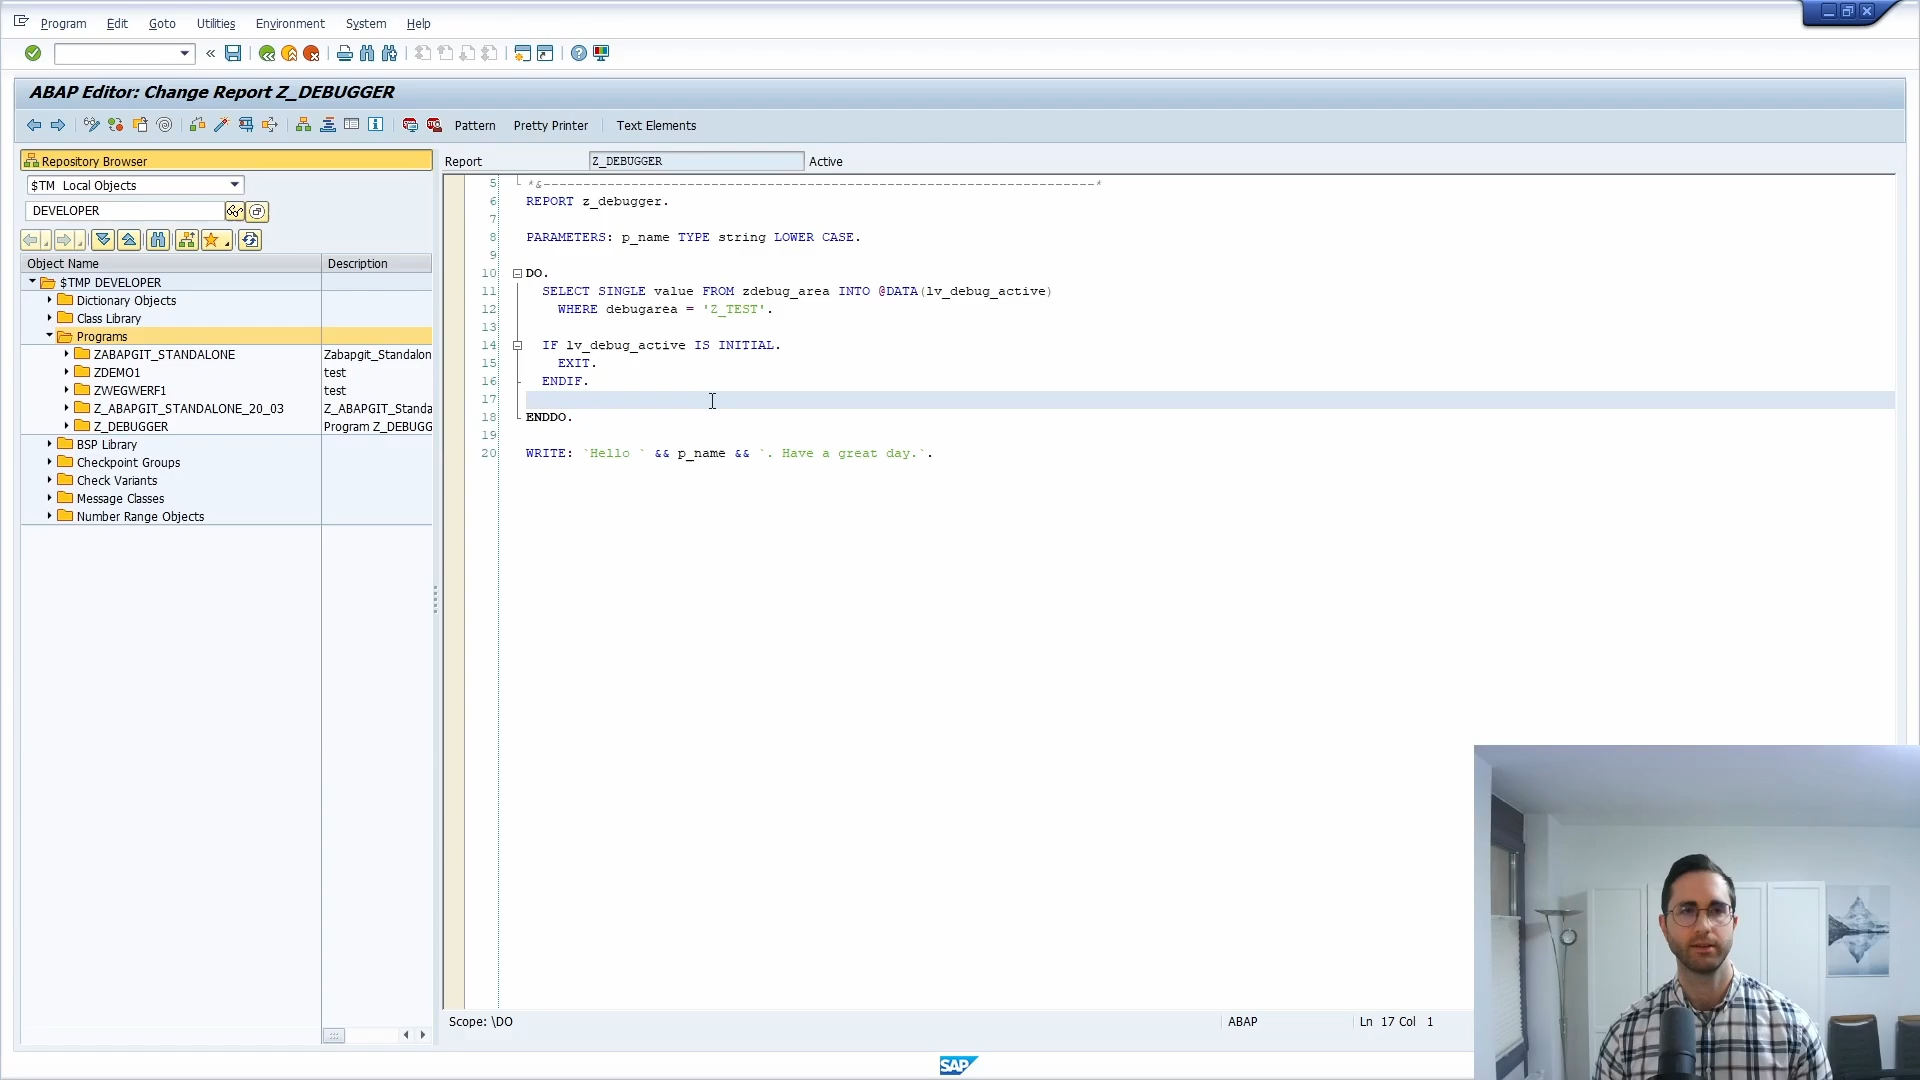 Program Edit Goto Utilities Environment System Help
ABAP Editor: Change Report Z_DEBUGGER
Pattern Pretty Printer Text Elements
Repository Browser
$TM Local Objects
DEVELOPER
Object Name Description
$TMP DEVELOPER
Dictionary Objects
Class Library
Programs
ZABAPGIT_STANDALONE Zabapgit_Standalon
ZDEMO1 test
ZWEGWERF1 test
Z_ABAPGIT_STANDALONE_20_03 Z_ABAPGIT_Standa
Z_DEBUGGER Program Z_DEBUGG
BSP Library
Checkpoint Groups
Check Variants
Message Classes
Number Range Objects
Report Z_DEBUGGER Active
5 *&---------------------------------------------------------------------*
6 REPORT z_debugger.
7
8 PARAMETERS: p_name TYPE string LOWER CASE.
9
10 DO.
11 SELECT SINGLE value FROM zdebug_area INTO @DATA(lv_debug_active)
12 WHERE debugarea = 'Z_TEST'.
13
14 IF lv_debug_active IS INITIAL.
15 EXIT.
16 ENDIF.
17
18 ENDDO.
19
20 WRITE: `Hello ` && p_name && `. Have a great day.`.
Scope: \DO ABAP Ln 17 Col 1
SAP